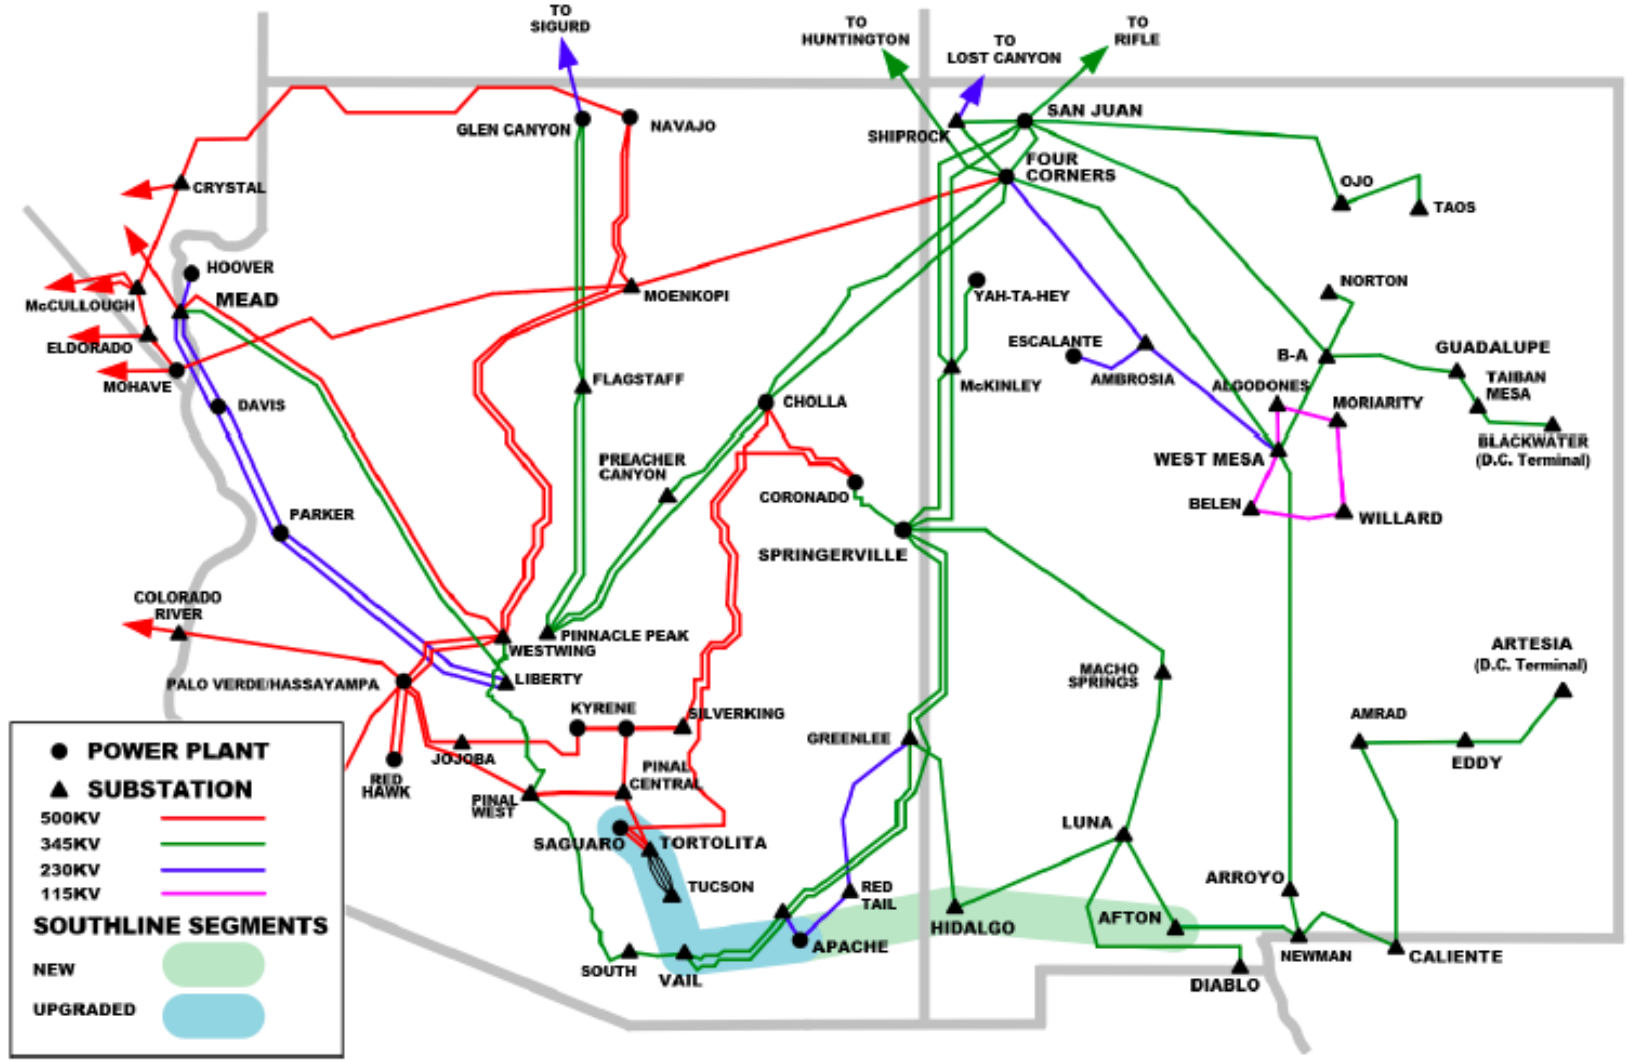 TO
SIGURD
TO
HUNTINGTON
TO
LOST CANYON
TO
RIFLE
GLEN CANYON
NAVAJO
SHIPROCK
SAN JUAN
FOUR
CORNERS
CRYSTAL
OJO
TAOS
HOOVER
MEAD
McCULLOUGH
MOENKOPI
YAH-TA-HEY
NORTON
ELDORADO
MOHAVE
ESCALANTE
AMBROSIA
B-A
GUADALUPE
FLAGSTAFF
McKINLEY
ALGODONES
TAIBAN
MESA
DAVIS
CHOLLA
MORIARITY
BLACKWATER
(D.C. Terminal)
PREACHER
CANYON
WEST MESA
CORONADO
BELEN
WILLARD
PARKER
SPRINGERVILLE
COLORADO
RIVER
PINNACLE PEAK
WESTWING
ARTESIA
(D.C. Terminal)
PALO VERDE/HASSAYAMPA
LIBERTY
MACHO
SPRINGS
KYRENE
SILVERKING
AMRAD
GREENLEE
JOJOBA
EDDY
RED
HAWK
PINAL
CENTRAL
PINAL
WEST
SAGUARO
TORTOLITA
LUNA
TUCSON
RED
TAIL
ARROYO
HIDALGO
AFTON
APACHE
SOUTH
VAIL
NEWMAN
CALIENTE
DIABLO
POWER PLANT
SUBSTATION
500KV
345KV
230KV
115KV
SOUTHLINE SEGMENTS
NEW
UPGRADED